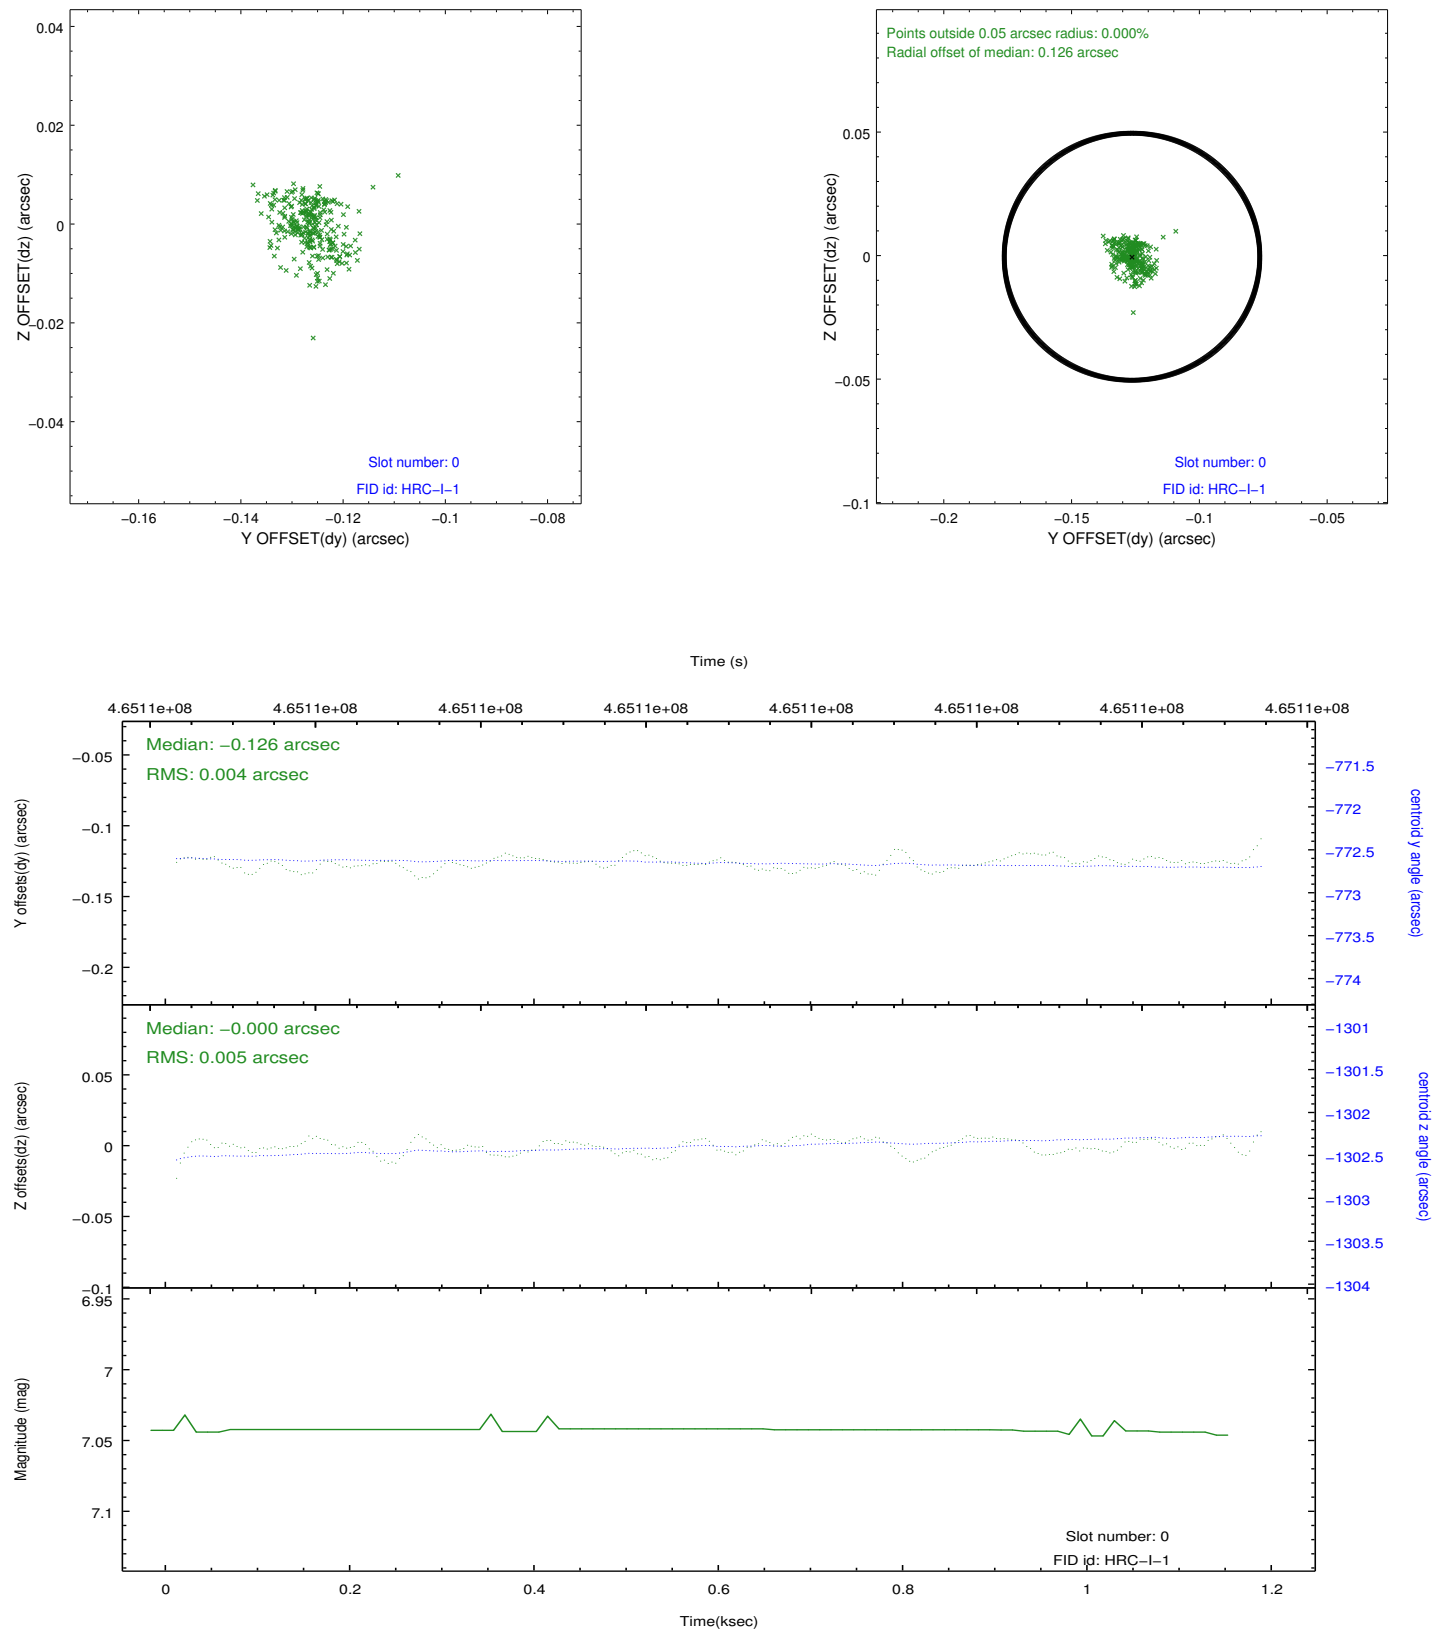 0.04
0.02
0
−0.02
−0.04
Z OFFSET(dz) (arcsec)
Slot number: 0
FID id: HRC−I−1
−0.16
−0.14
−0.12
−0.1
−0.08
Y OFFSET(dy) (arcsec)
Points outside 0.05 arcsec radius: 0.000%
Radial offset of median: 0.126 arcsec
0.05
0
−0.05
−0.1
Z OFFSET(dz) (arcsec)
Slot number: 0
FID id: HRC−I−1
−0.2
−0.15
−0.1
−0.05
Y OFFSET(dy) (arcsec)
Time (s)
4.6511e+08
4.6511e+08
4.6511e+08
4.6511e+08
4.6511e+08
4.6511e+08
4.6511e+08
4.6511e+08
Median: −0.126 arcsec
RMS: 0.004 arcsec
−0.05
−0.1
−0.15
−0.2
Y offsets(dy) (arcsec)
−771.5
−772
−772.5
−773
−773.5
−774
centroid y angle (arcsec)
Median: −0.000 arcsec
RMS: 0.005 arcsec
0.05
0
−0.05
−0.1
Z offsets(dz) (arcsec)
−1301
−1301.5
−1302
−1302.5
−1303
−1303.5
−1304
centroid z angle (arcsec)
6.95
7
7.05
7.1
Magnitude (mag)
Slot number: 0
FID id: HRC−I−1
0
0.2
0.4
0.6
0.8
1
1.2
Time(ksec)